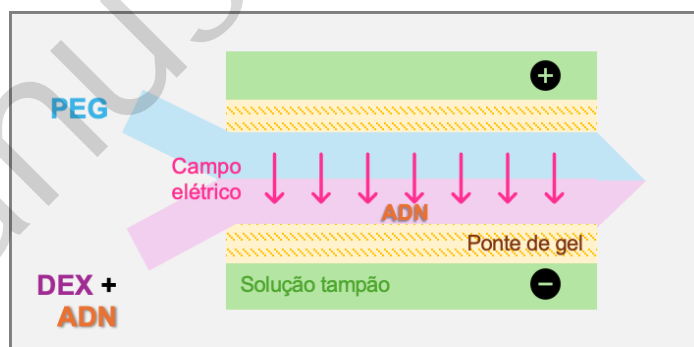 +
PEG
Campo
elétrico
ADN
Ponte de gel
DEX +
ADN
Solução tampão
−